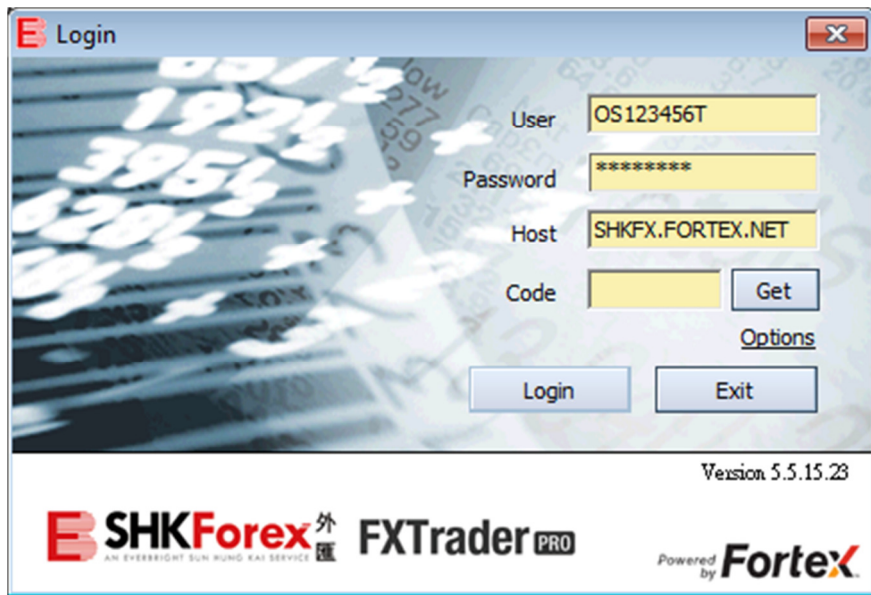 Login
User OS123456T
Password ********
Host SHKFX.FORTEX.NET
Code Get
Options
Login Exit
Version 5.5.15.23
SHKForex 外匯 FXTrader PRO
AN EVERBRIGHT SUN HUNG KAI SERVICE
Powered by Fortex